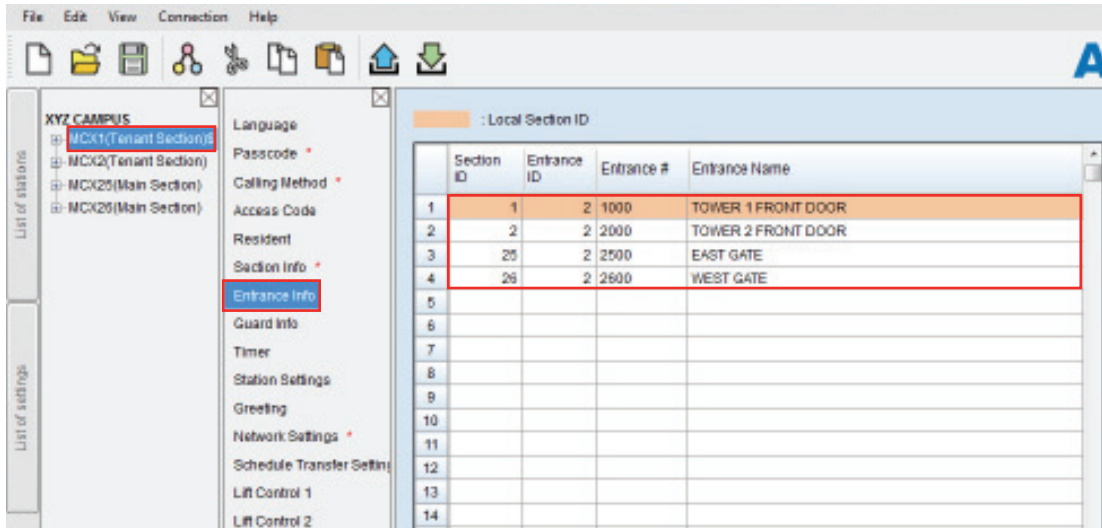 File Edit View Connection Help
A
List of stations
List of settings
XYZ CAMPUS
MCX1(Tenant Section)S
MCX2(Tenant Section)
MCX25(Main Section)
MCX26(Main Section)
Language
Passcode *
Calling Method *
Access Code
Resident
Section Info *
Entrance Info
Guard Info
Timer
Station Settings
Greeting
Network Settings *
Schedule Transfer Setting
Lift Control 1
Lift Control 2
: Local Section ID
Section ID Entrance ID Entrance # Entrance Name
1 1 2 1000 TOWER 1 FRONT DOOR
2 2 2 2000 TOWER 2 FRONT DOOR
3 25 2 2500 EAST GATE
4 26 2 2600 WEST GATE
5
6
7
8
9
10
11
12
13
14